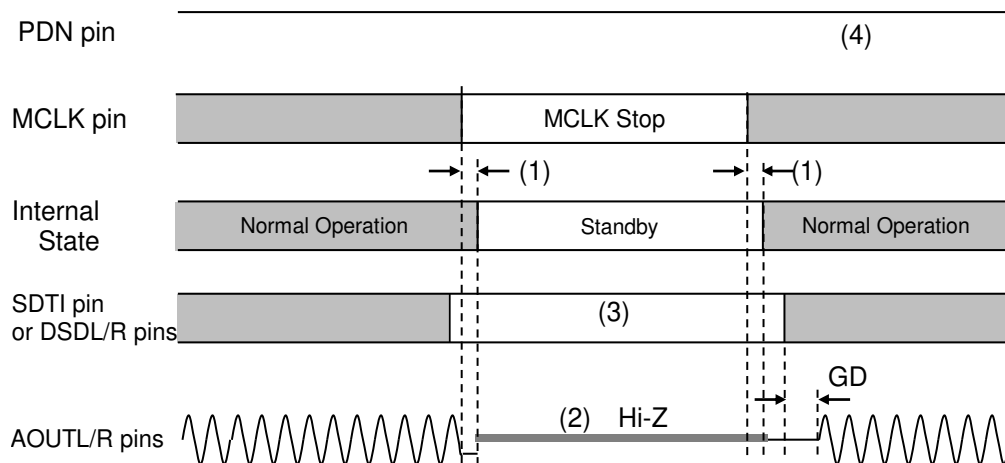 PDN pin
(4)
MCLK pin
MCLK Stop
(1)
(1)
Internal
State
Normal Operation
Standby
Normal Operation
SDTI pin
or DSDL/R pins
(3)
GD
AOUTL/R pins
(2) Hi-Z